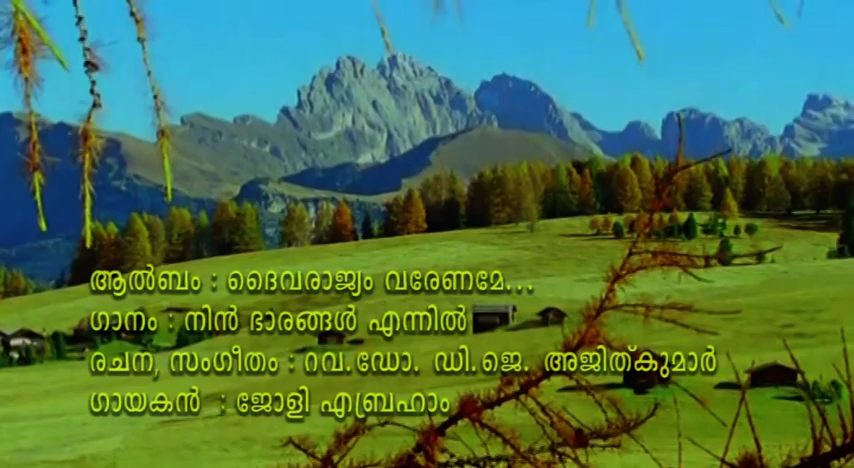 ആൽബം : ദൈവരാജ്യം വരേണമേ...
ഗാനം : നിൻ ഭാരങ്ങൾ എന്നിൽ
രചന, സംഗീതം : റവ.ഡോ. ഡി.ജെ. അജിത്കുമാർ
ഗായകൻ : ജോളി എബ്രഹാം